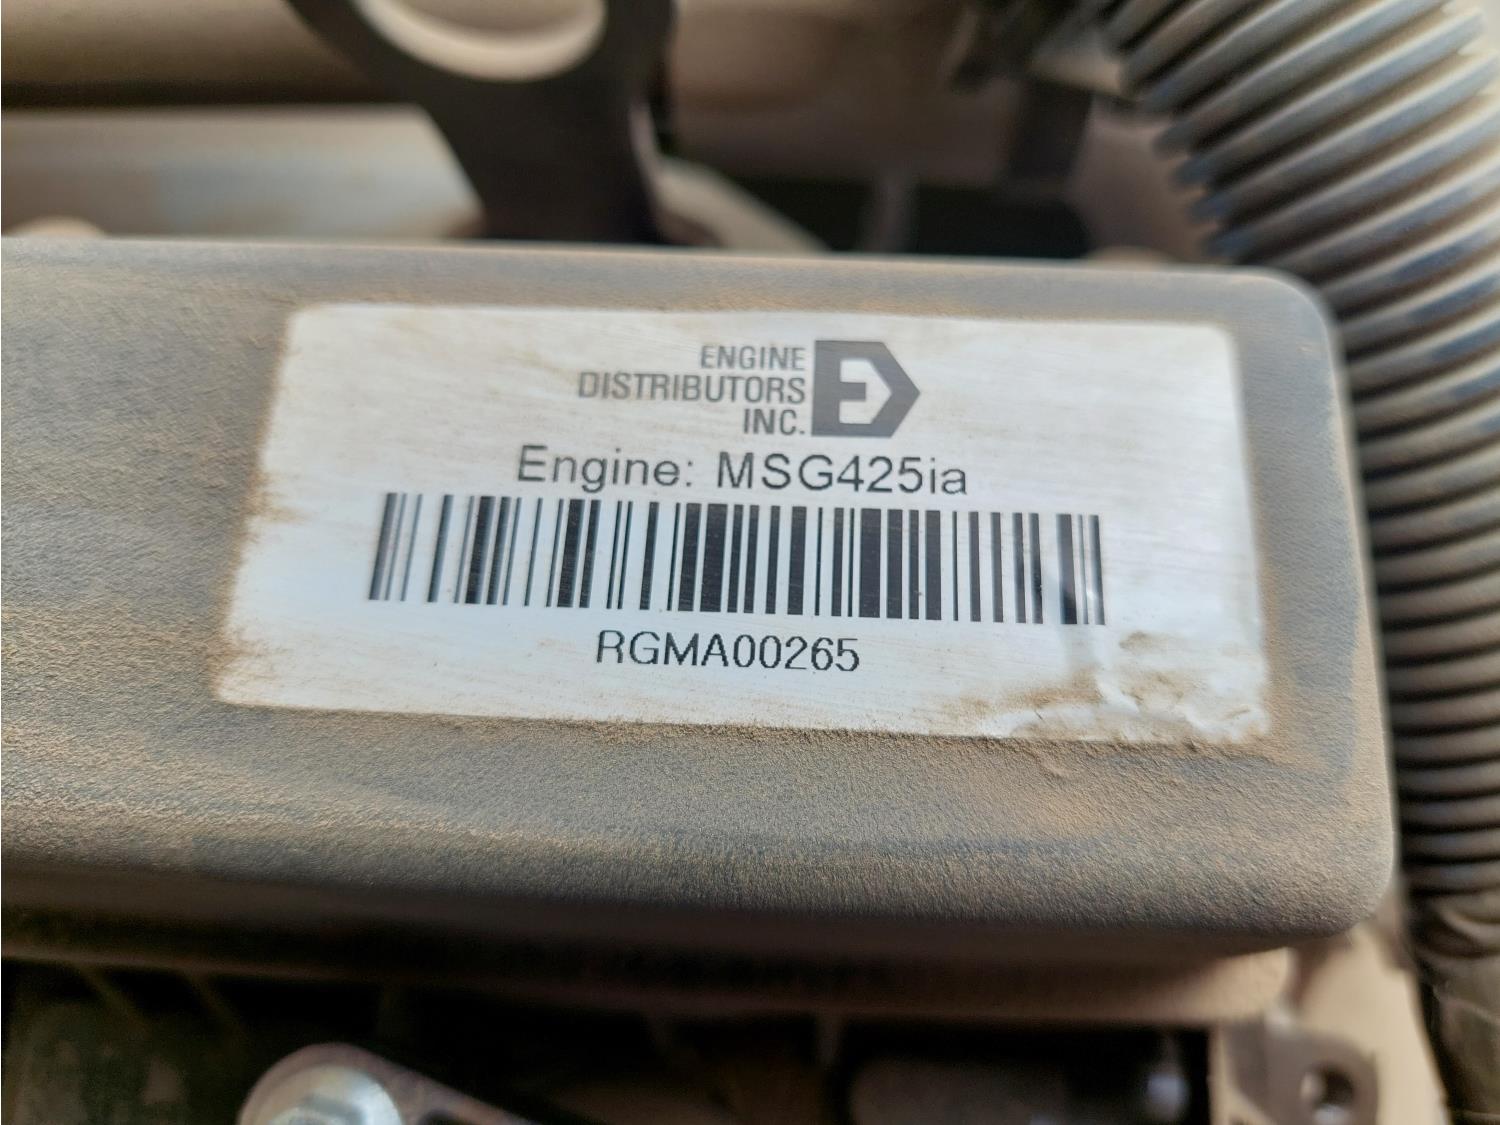 ENGINE
DISTRIBUTORS
INC.
E
Engine: MSG425ia
RGMA00265